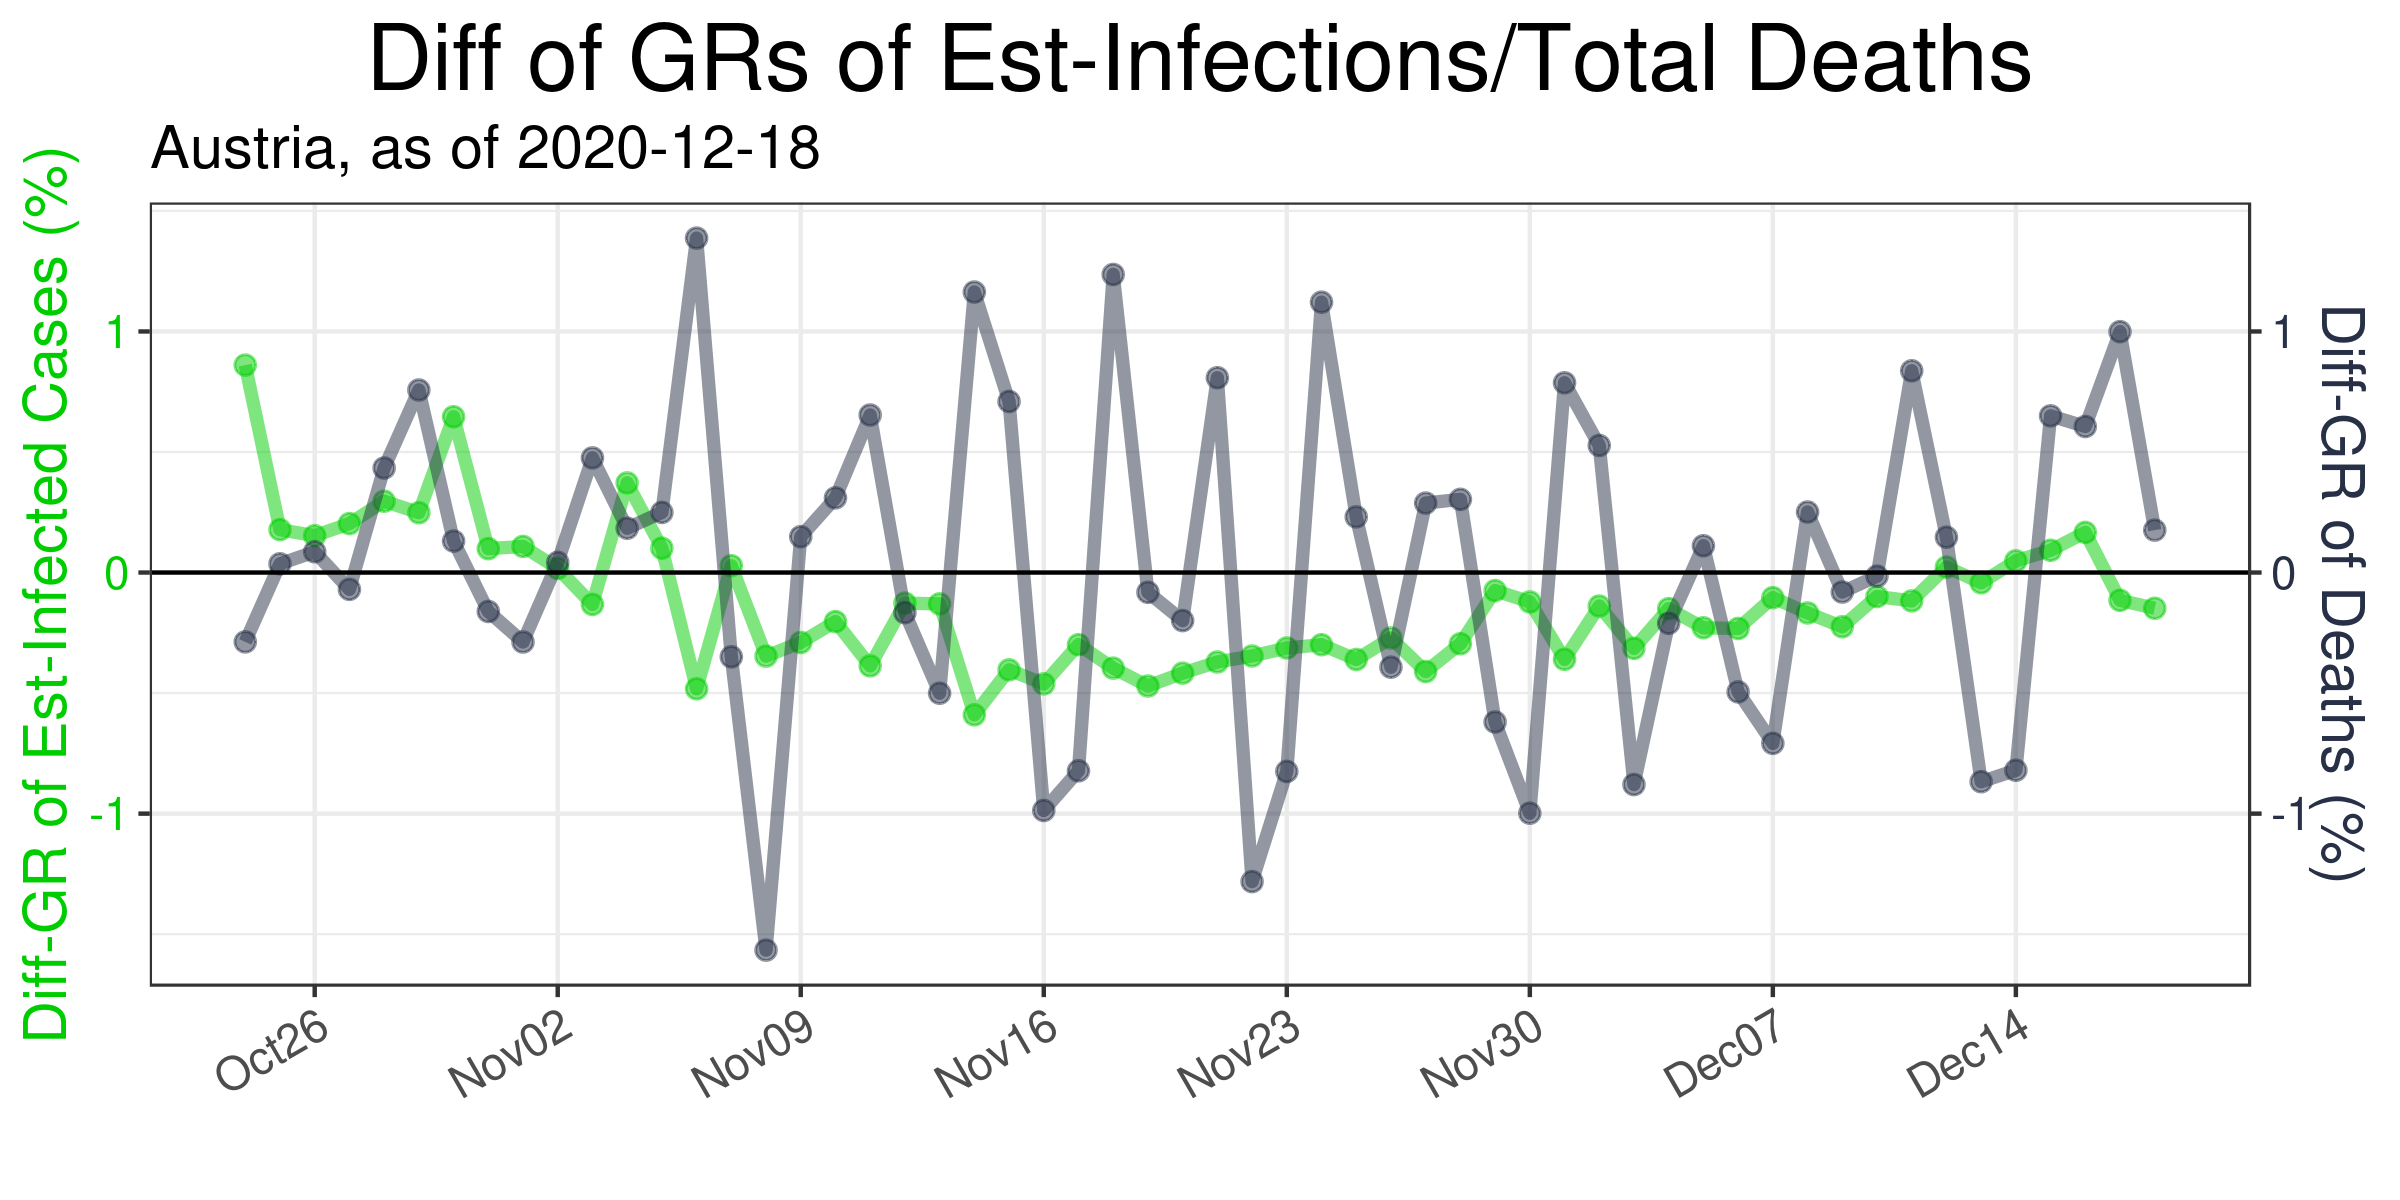 Diff of GRs of Est-Infections/Total Deaths
Austria, as of 2020-12-18
Diff-GR of Est-Infected Cases (%)
1
0
-1
1
0
-1
Diff-GR of Deaths (%)
Oct26
Nov02
Nov09
Nov16
Nov23
Nov30
Dec07
Dec14